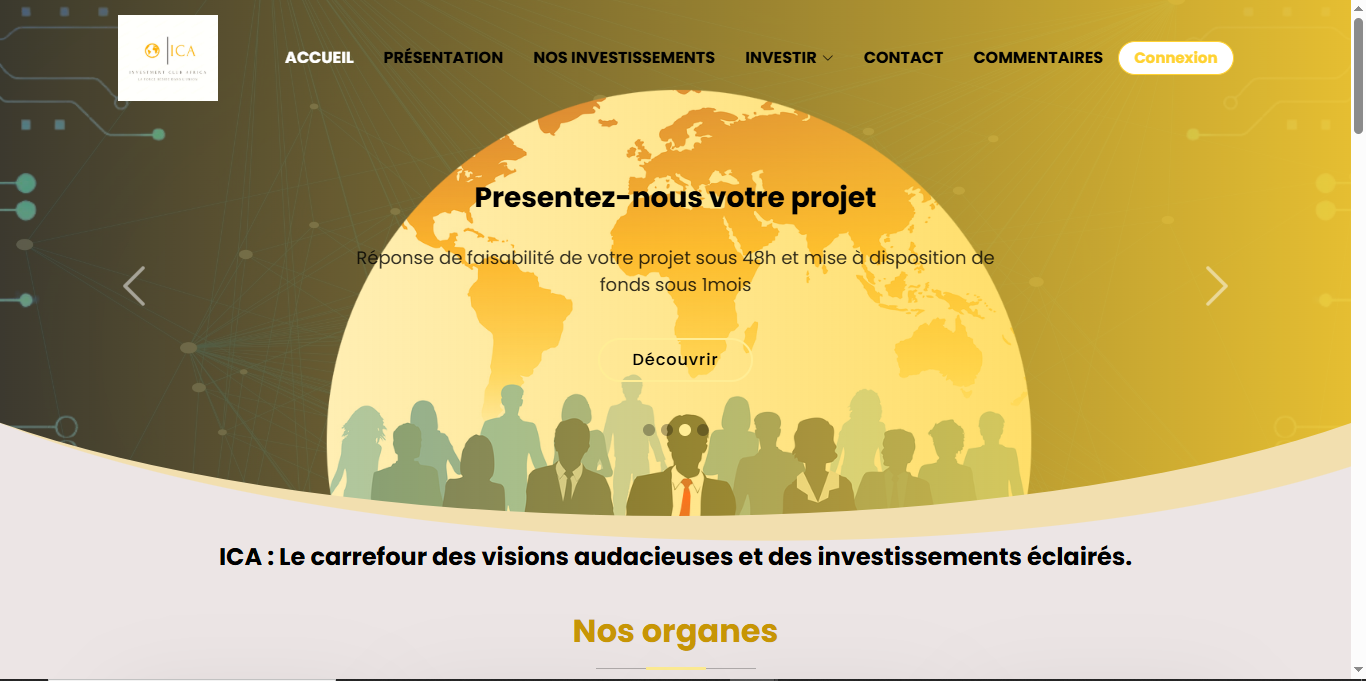 ICA
INVESTMENT CLUB AFRICA
ACCUEIL
PRÉSENTATION
NOS INVESTISSEMENTS
INVESTIR
CONTACT
COMMENTAIRES
Connexion
Presentez-nous votre projet
Réponse de faisabilité de votre projet sous 48h et mise à disposition de
fonds sous 1mois
Découvrir
ICA : Le carrefour des visions audacieuses et des investissements éclairés.
Nos organes